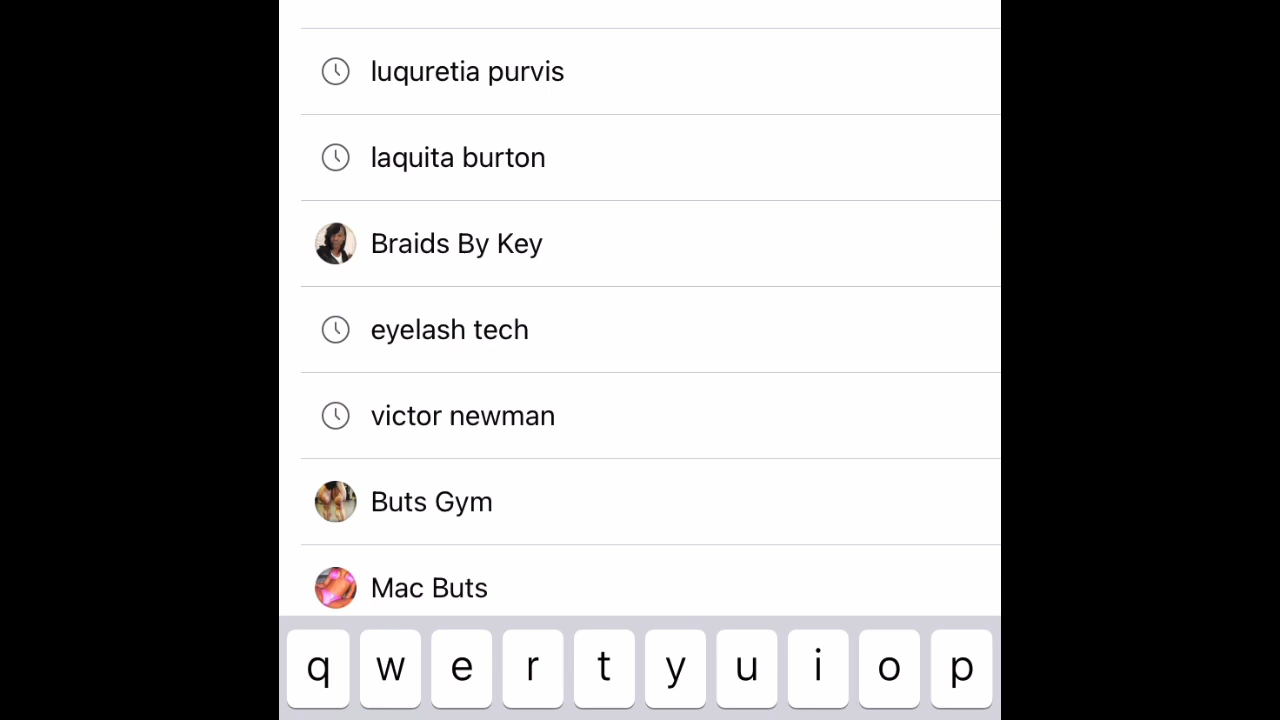 luquretia purvis
laquita burton
Braids By Key
eyelash tech
victor newman
Buts Gym
Mac Buts
q w e r t y u i o p